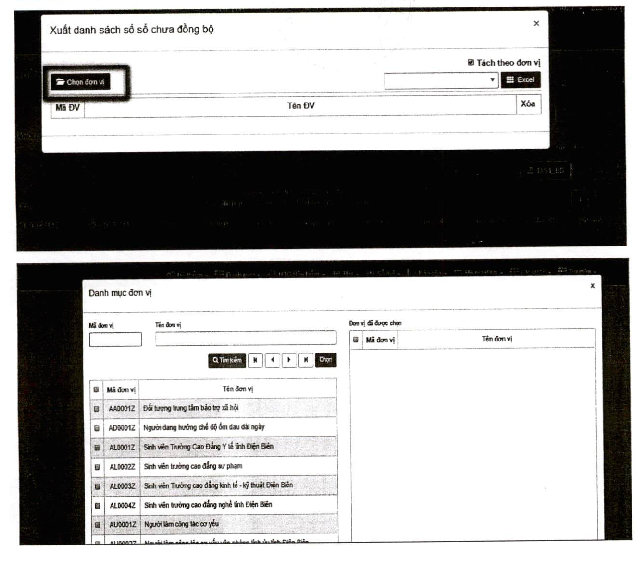 Xuất danh sách số sổ chưa đồng bộ
x
Tách theo đơn vị
Chọn đơn vị
Excel
Mã ĐV
Tên ĐV
Xóa
Danh mục đơn vị
x
Mã đơn vị
Tên đơn vị
Đơn vị đã được chọn
Mã đơn vị
Tên đơn vị
Tìm kiếm
Chọn
Mã đơn vị
Tên đơn vị
AA0001Z Đối tượng trung tâm bảo trợ xã hội
AD0001Z Người đang hưởng chế độ ốm đau dài ngày
AL0001Z Sinh viên Trường Cao Đẳng Y tế tỉnh Điện Biên
AL0002Z Sinh viên trường cao đẳng sư phạm
AL0003Z Sinh viên Trường cao đẳng kinh tế - kỹ thuật Điện Biên
AL0004Z Sinh viên trường cao đẳng nghề tỉnh Điện Biên
AU0001Z Người làm công tác cơ yếu